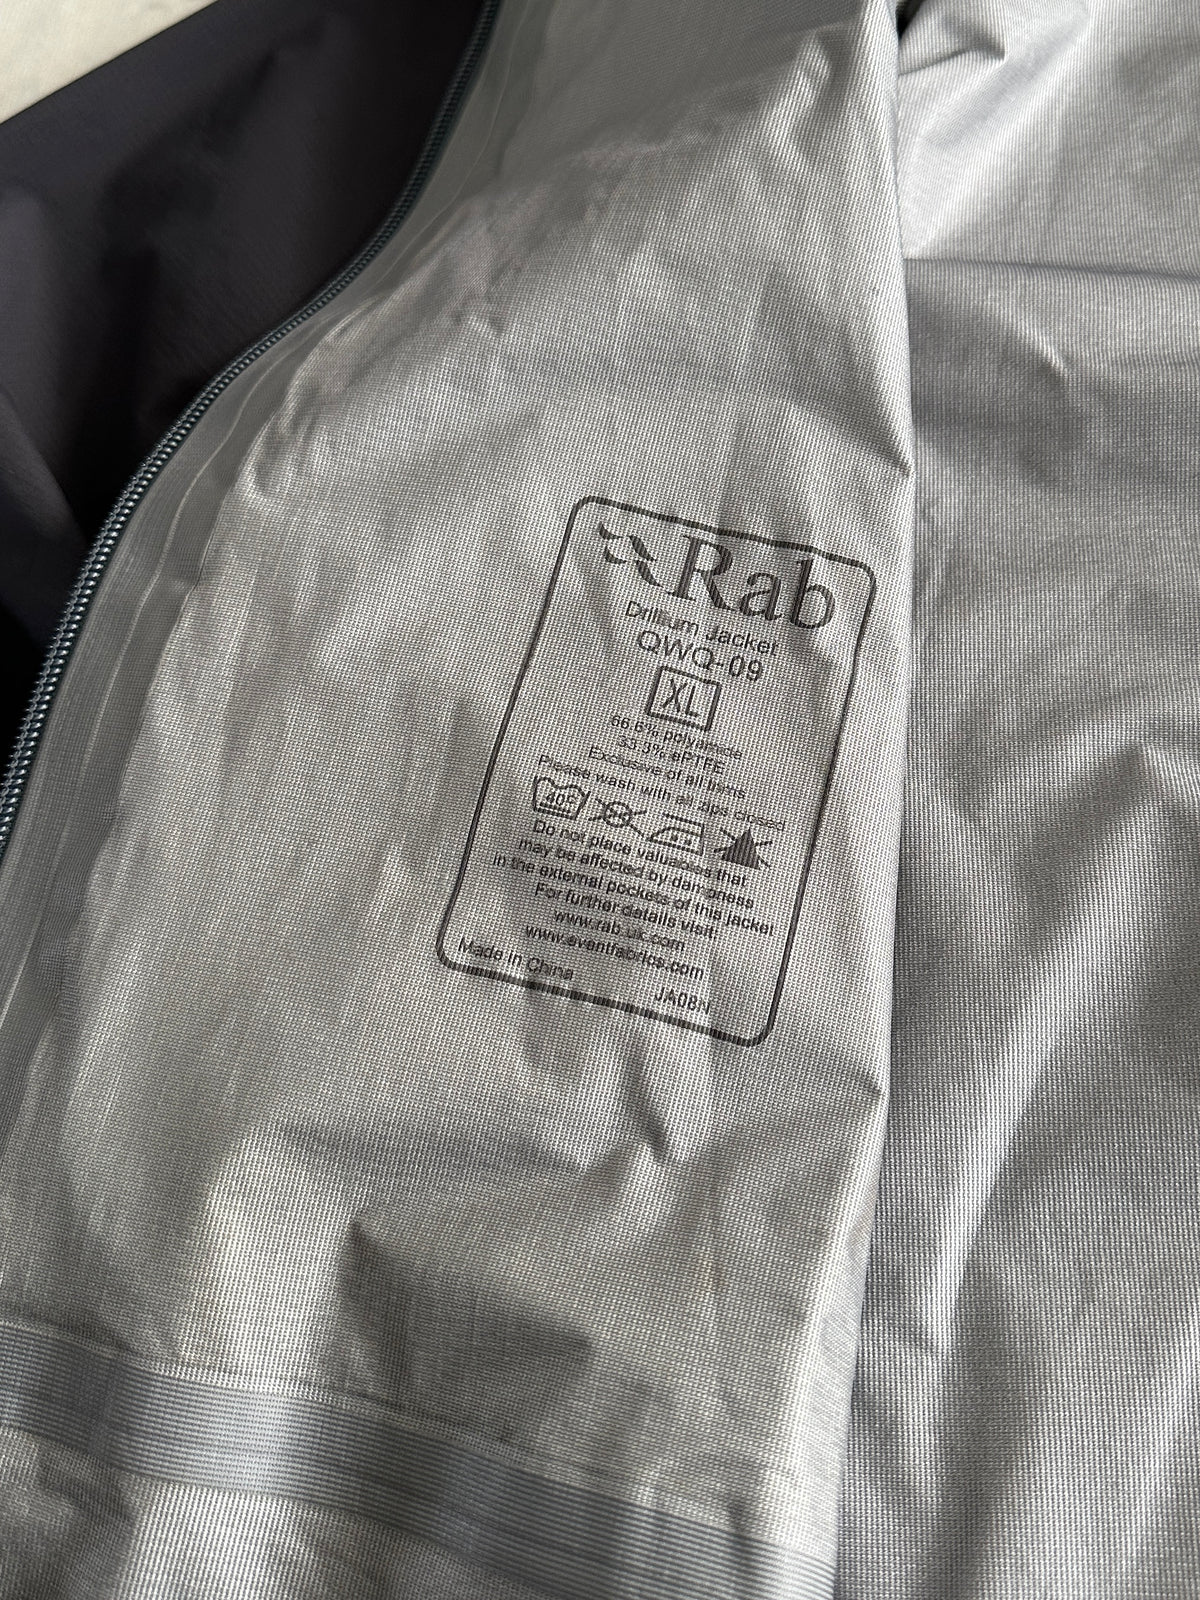 Rab
Drillium Jacket
QWQ-09
XL
66.6% polyamide
33.3% ePTFE
Exclusive of all trims
Please wash with all zips closed
40°
Do not place valuables that
may be affected by dampness
in the external pockets of this jacket
For further details visit:
www.rab.uk.com
www.eventfabrics.com
Made in China
JA08N